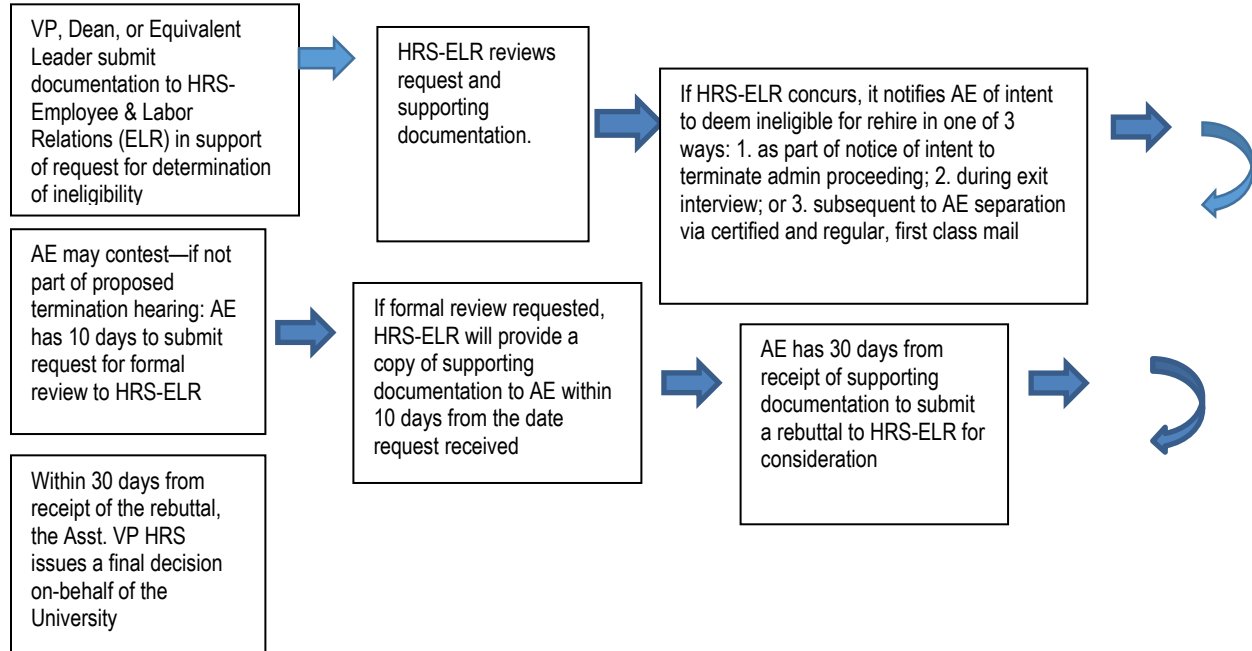 VP, Dean, or Equivalent
Leader submit
documentation to HRS-
Employee & Labor
Relations (ELR) in support
of request for determination
of ineligibility
HRS-ELR reviews
request and
supporting
documentation.
If HRS-ELR concurs, it notifies AE of intent
to deem ineligible for rehire in one of 3
ways: 1. as part of notice of intent to
terminate admin proceeding; 2. during exit
interview; or 3. subsequent to AE separation
via certified and regular, first class mail
AE may contest—if not
part of proposed
termination hearing: AE
has 10 days to submit
request for formal
review to HRS-ELR
If formal review requested,
HRS-ELR will provide a
copy of supporting
documentation to AE within
10 days from the date
request received
AE has 30 days from
receipt of supporting
documentation to submit
a rebuttal to HRS-ELR for
consideration
Within 30 days from
receipt of the rebuttal,
the Asst. VP HRS
issues a final decision
on-behalf of the
University